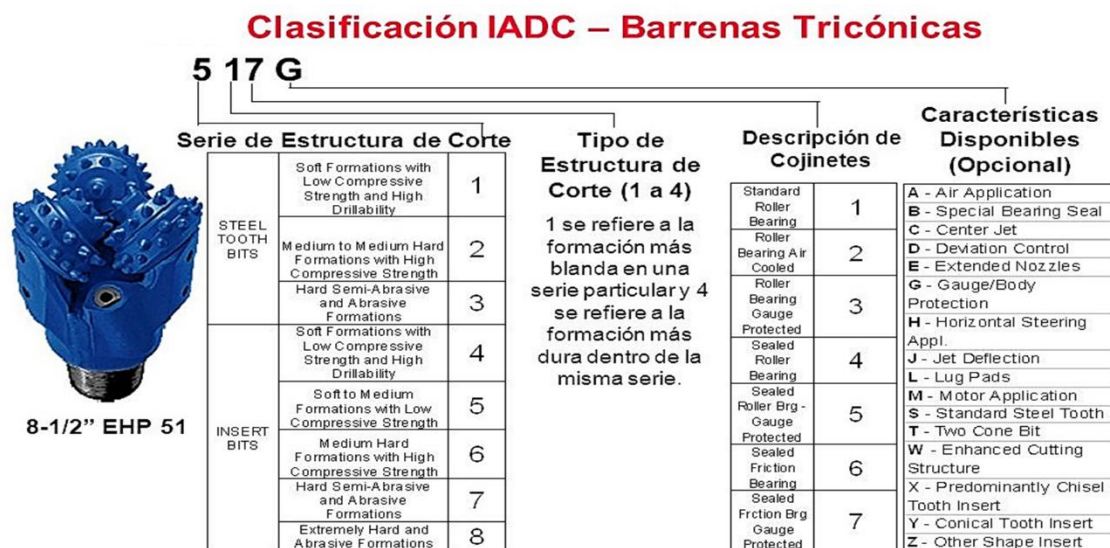 Clasificación IADC – Barrenas Tricónicas
5 17 G
Serie de Estructura de Corte
STEEL
TOOTH
BITS
Soft Formations with
Low Compressive
Strength and High
Drillability
1
Medium to Medium Hard
Formations with High
Compressive Strength
2
Hard Semi-Abrasive
and Abrasive
Formations
3
INSERT
BITS
Soft Formations with
Low Compressive
Strength and High
Drillability
4
Soft to Medium
Formations with Low
Compressive Strength
5
Medium Hard
Formations with High
Compressive Strength
6
Hard Semi-Abrasive
and Abrasive
Formations
7
Extremely Hard and
Abrasive Formations
8
8-1/2” EHP 51
Tipo de
Estructura de
Corte (1 a 4)
1 se refiere a la
formación más
blanda en una
serie particular y 4
se refiere a la
formación más
dura dentro de la
misma serie.
Descripción de
Cojinetes
Standard
Roller
Bearing
1
Roller
Bearing Air
Cooled
2
Roller
Bearing
Gauge
Protected
3
Sealed
Roller
Bearing
4
Sealed
Roller Brg -
Gauge
Protected
5
Sealed
Friction
Bearing
6
Sealed
Frction Brg
Gauge
Protected
7
Características
Disponibles
(Opcional)
A - Air Application
B - Special Bearing Seal
C - Center Jet
D - Deviation Control
E - Extended Nozzles
G - Gauge/Body
Protection
H - Horizontal Steering
Appl.
J - Jet Deflection
L - Lug Pads
M - Motor Application
S - Standard Steel Tooth
T - Two Cone Bit
W - Enhanced Cutting
Structure
X - Predominantly Chisel
Tooth Insert
Y - Conical Tooth Insert
Z - Other Shape Insert